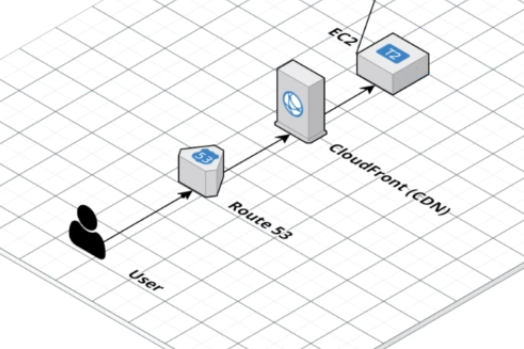 EC2
T2
CloudFront (CDN)
53
Route 53
User